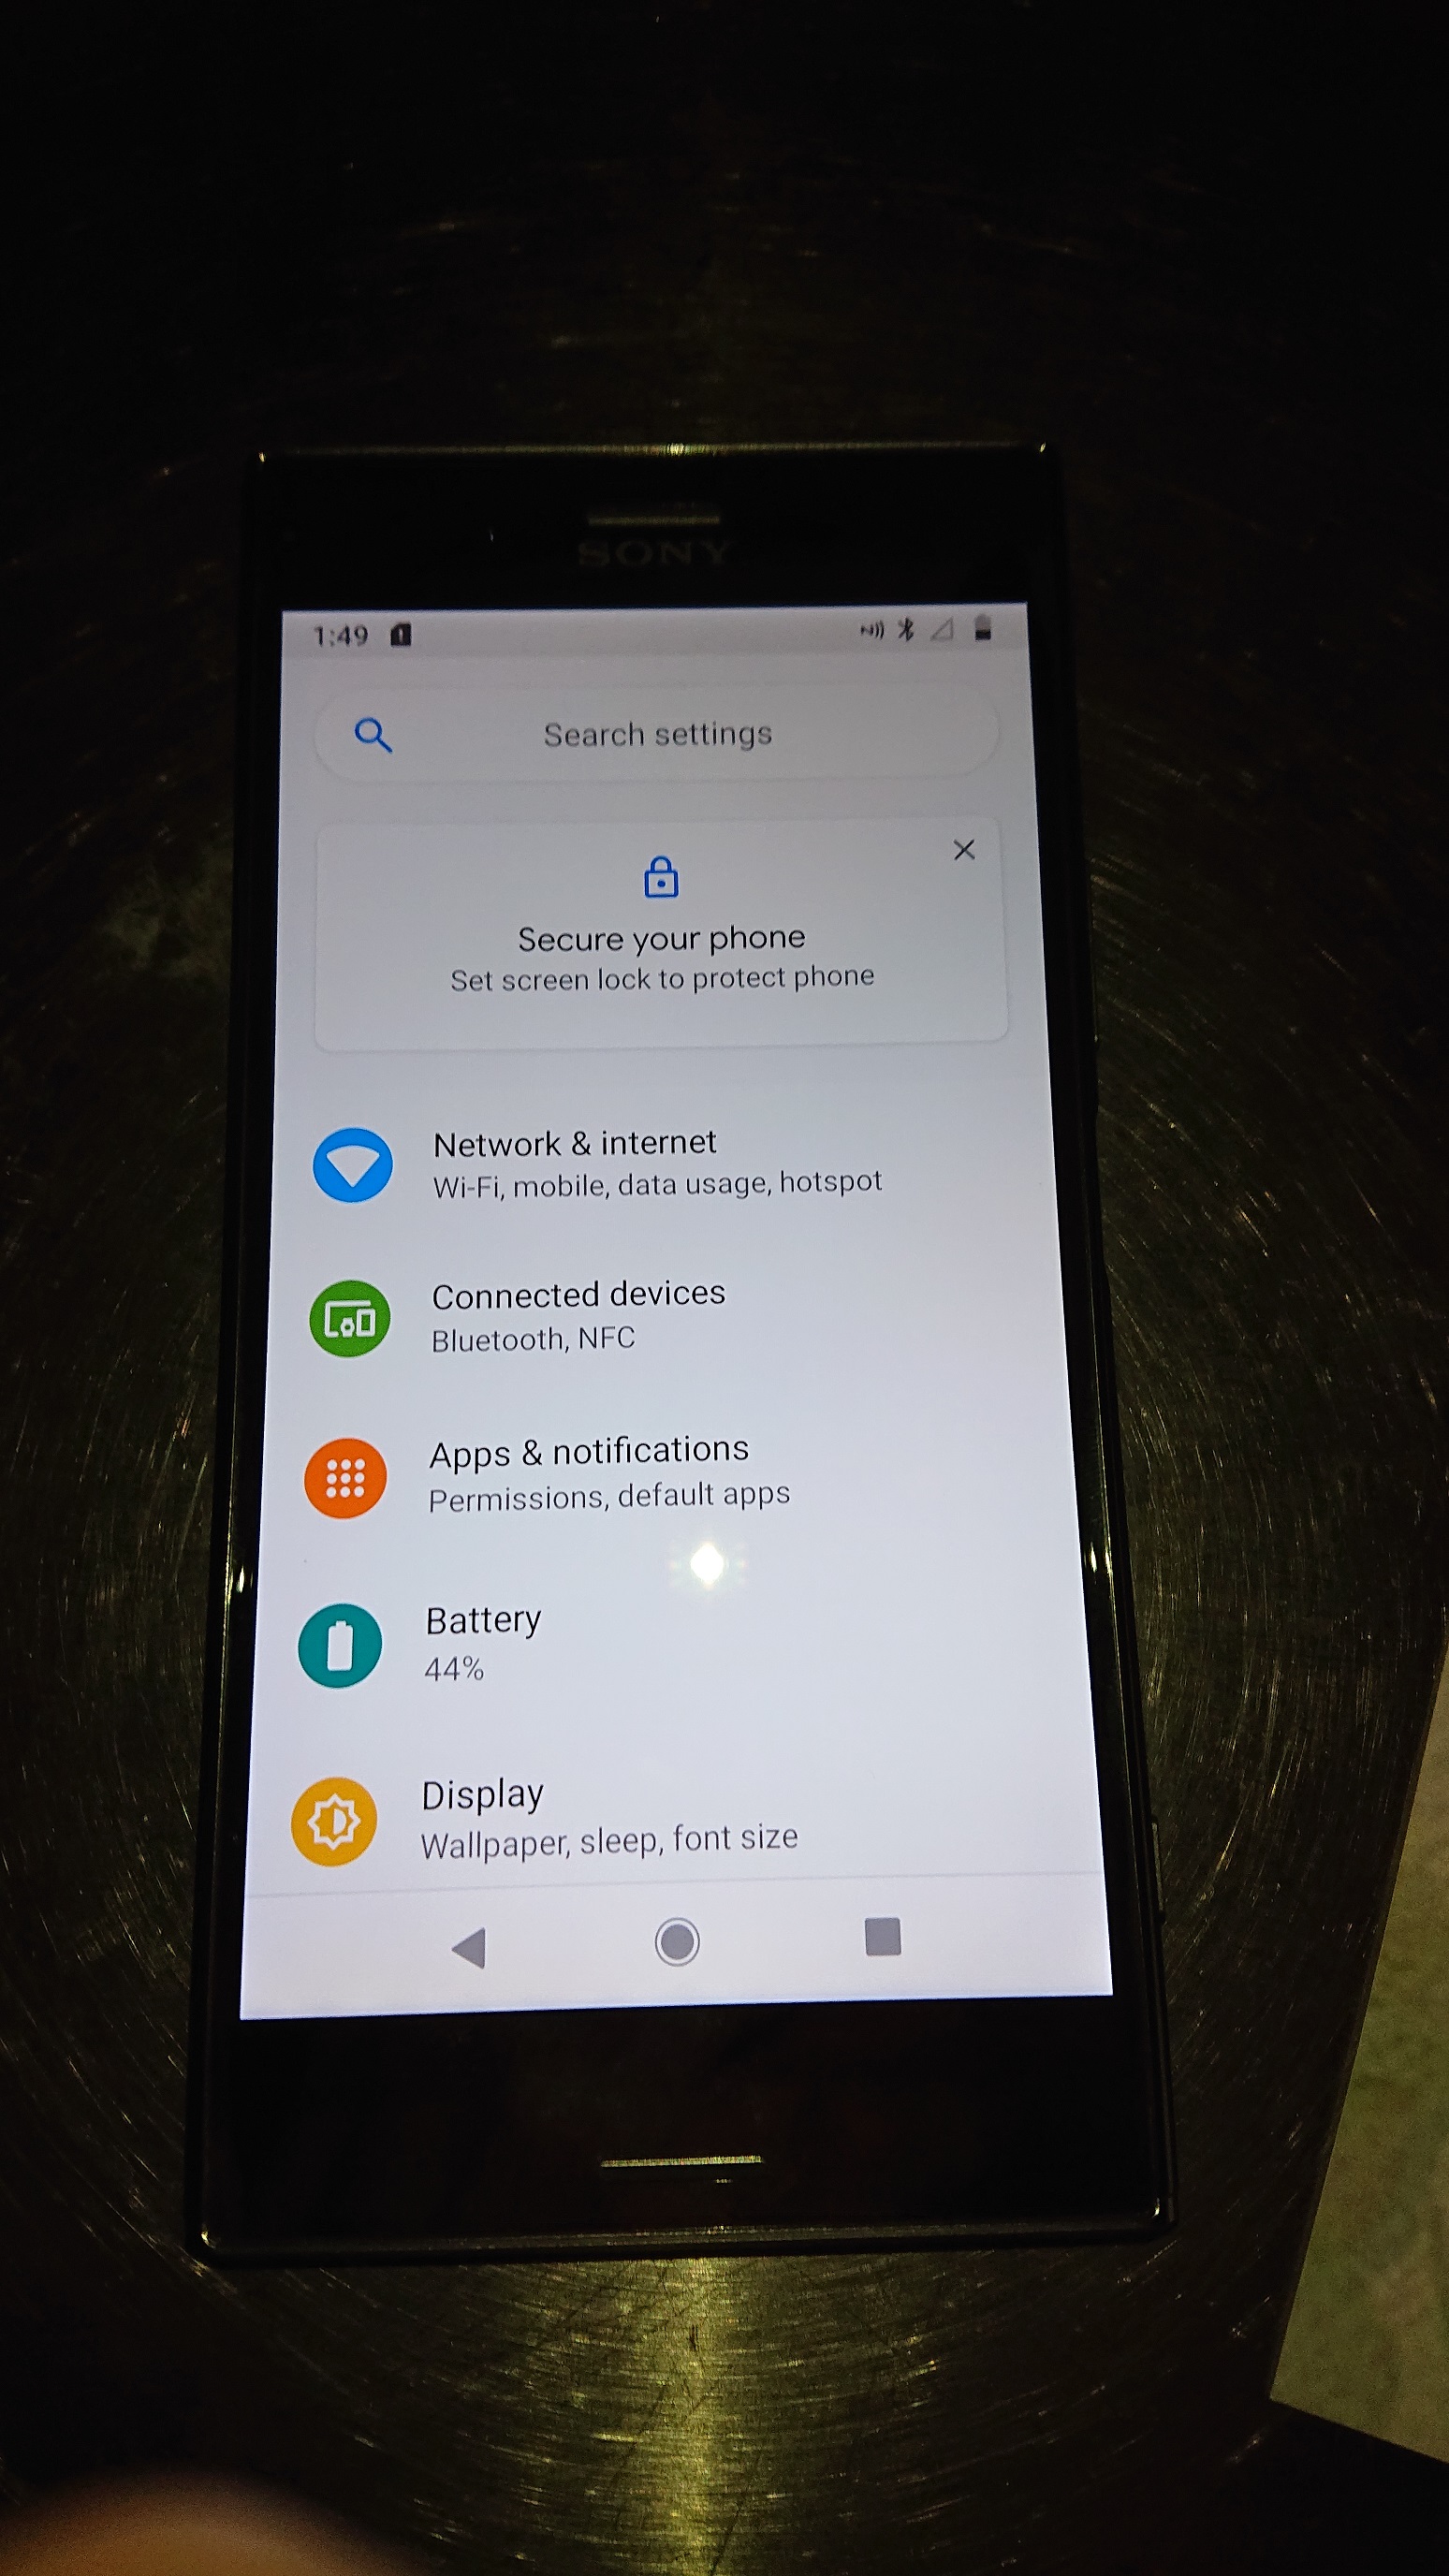 SONY
1:49
Search settings
Secure your phone
Set screen lock to protect phone
Network & internet
Wi-Fi, mobile, data usage, hotspot
Connected devices
Bluetooth, NFC
Apps & notifications
Permissions, default apps
Battery
44%
Display
Wallpaper, sleep, font size